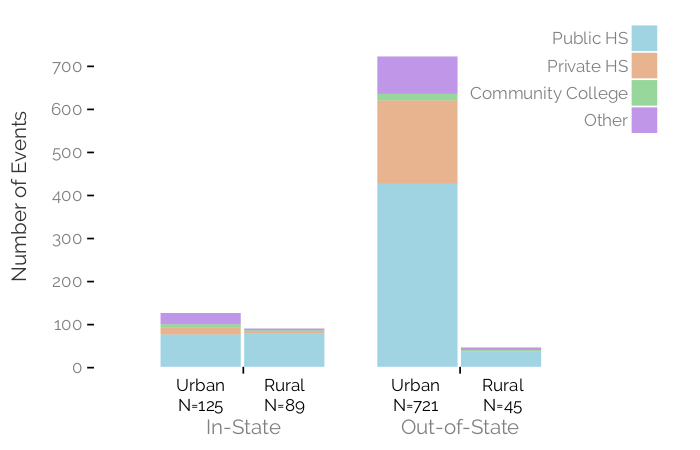 Public HS
Private HS
Community College
Other
Number of Events
700
600
500
400
300
200
100
0
Urban
N=125
Rural
N=89
Urban
N=721
Rural
N=45
In-State
Out-of-State